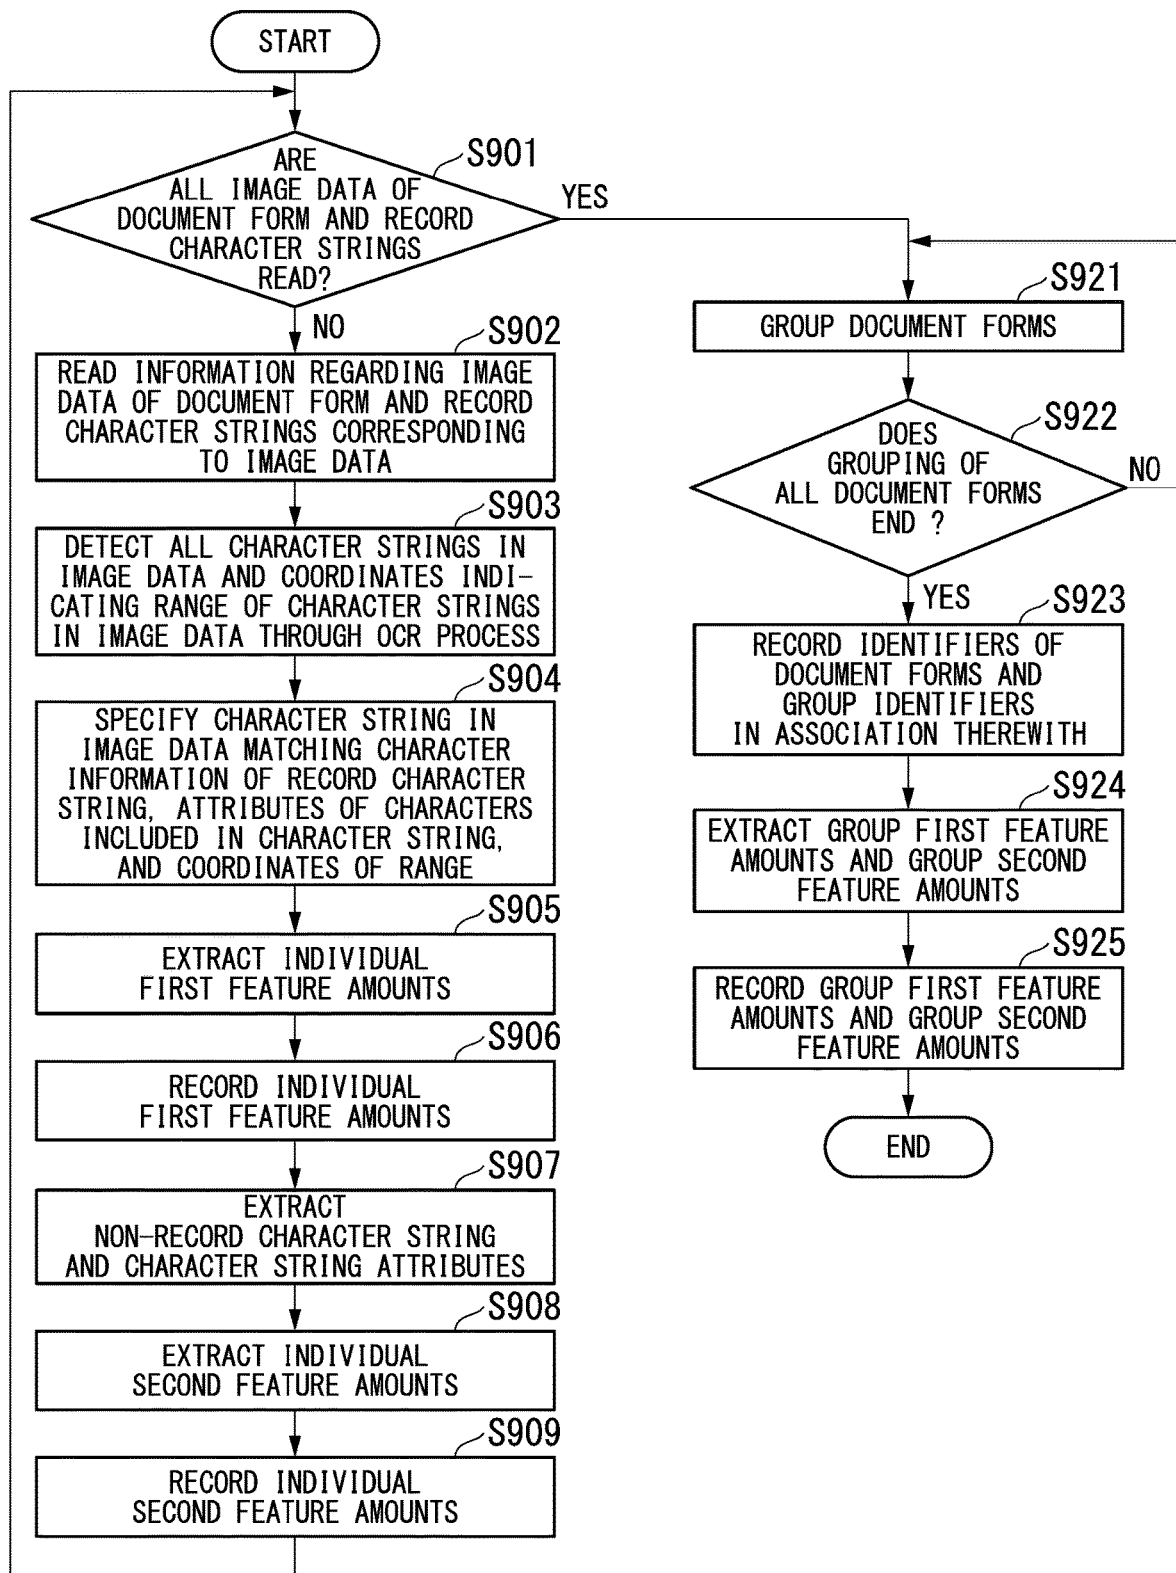 START
S901
ARE
ALL IMAGE DATA OF
DOCUMENT FORM AND RECORD
CHARACTER STRINGS
READ?
YES
NO
S902
READ INFORMATION REGARDING IMAGE
DATA OF DOCUMENT FORM AND RECORD
CHARACTER STRINGS CORRESPONDING
TO IMAGE DATA
S903
DETECT ALL CHARACTER STRINGS IN
IMAGE DATA AND COORDINATES INDI-
CATING RANGE OF CHARACTER STRINGS
IN IMAGE DATA THROUGH OCR PROCESS
S904
SPECIFY CHARACTER STRING IN
IMAGE DATA MATCHING CHARACTER
INFORMATION OF RECORD CHARACTER
STRING, ATTRIBUTES OF CHARACTERS
INCLUDED IN CHARACTER STRING,
AND COORDINATES OF RANGE
S905
EXTRACT INDIVIDUAL
FIRST FEATURE AMOUNTS
S906
RECORD INDIVIDUAL
FIRST FEATURE AMOUNTS
S907
EXTRACT
NON-RECORD CHARACTER STRING
AND CHARACTER STRING ATTRIBUTES
S908
EXTRACT INDIVIDUAL
SECOND FEATURE AMOUNTS
S909
RECORD INDIVIDUAL
SECOND FEATURE AMOUNTS
S921
GROUP DOCUMENT FORMS
S922
DOES
GROUPING OF
ALL DOCUMENT FORMS
END ?
NO
YES
S923
RECORD IDENTIFIERS OF
DOCUMENT FORMS AND
GROUP IDENTIFIERS
IN ASSOCIATION THEREWITH
S924
EXTRACT GROUP FIRST FEATURE
AMOUNTS AND GROUP SECOND
FEATURE AMOUNTS
S925
RECORD GROUP FIRST FEATURE
AMOUNTS AND GROUP SECOND
FEATURE AMOUNTS
END